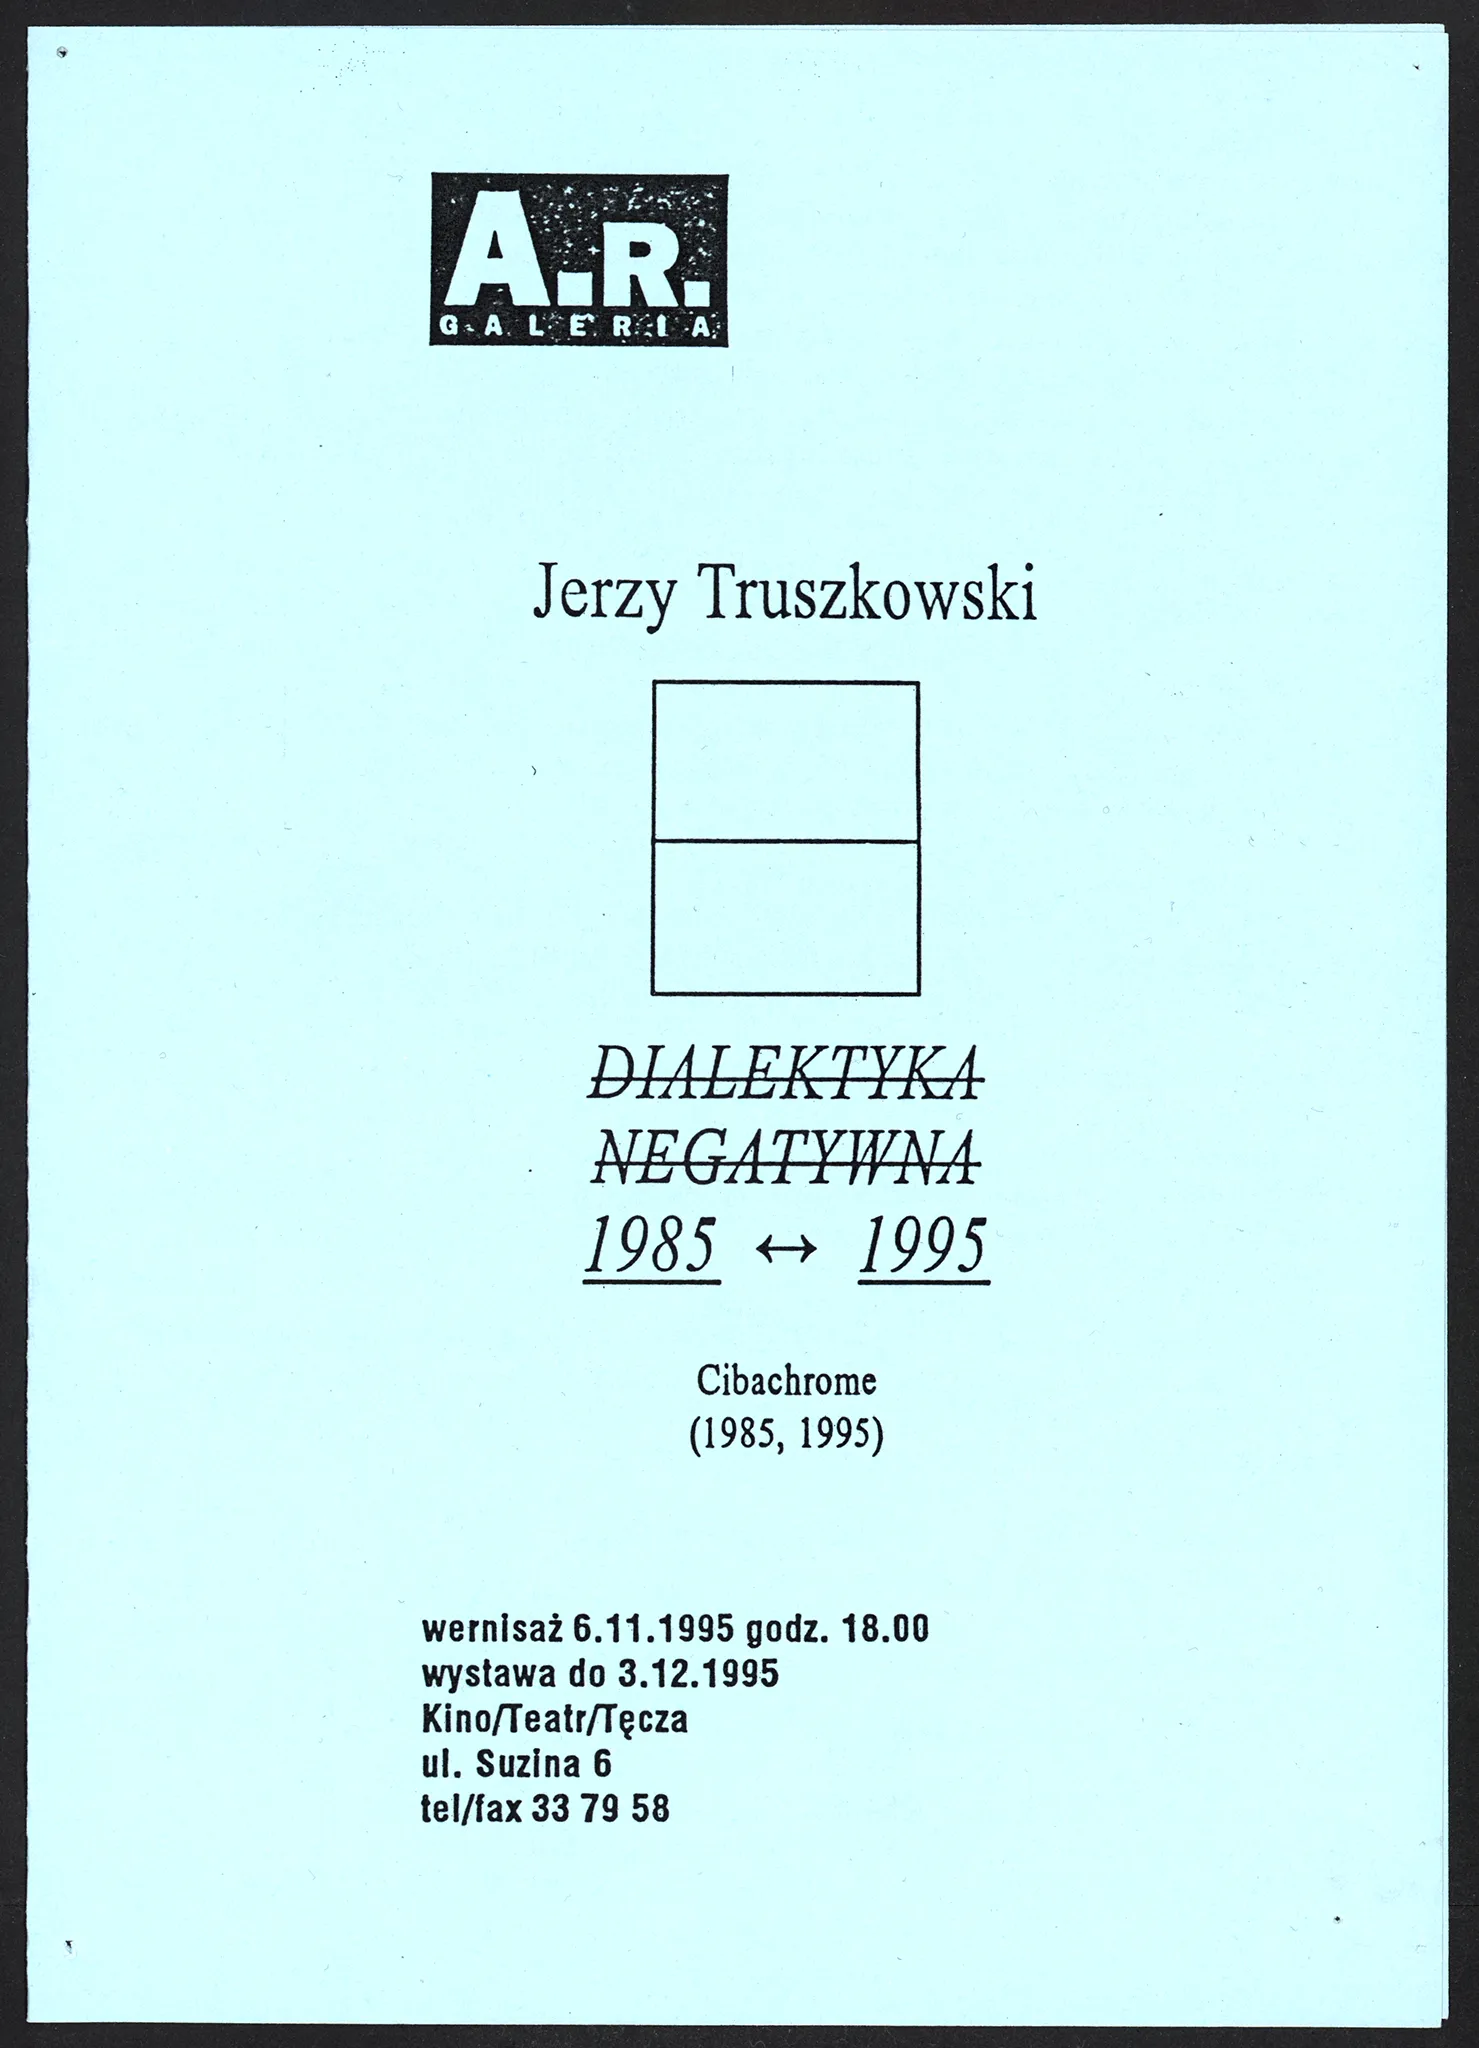 A.R.
GALERIA
Jerzy Truszkowski
DIALEKTYKA
NEGATYWNA
1985 ↔ 1995
Cibachrome
(1985, 1995)
wernisaż 6.11.1995 godz. 18.00
wystawa do 3.12.1995
Kino/Teatr/Tęcza
ul. Suzina 6
tel/fax 33 79 58